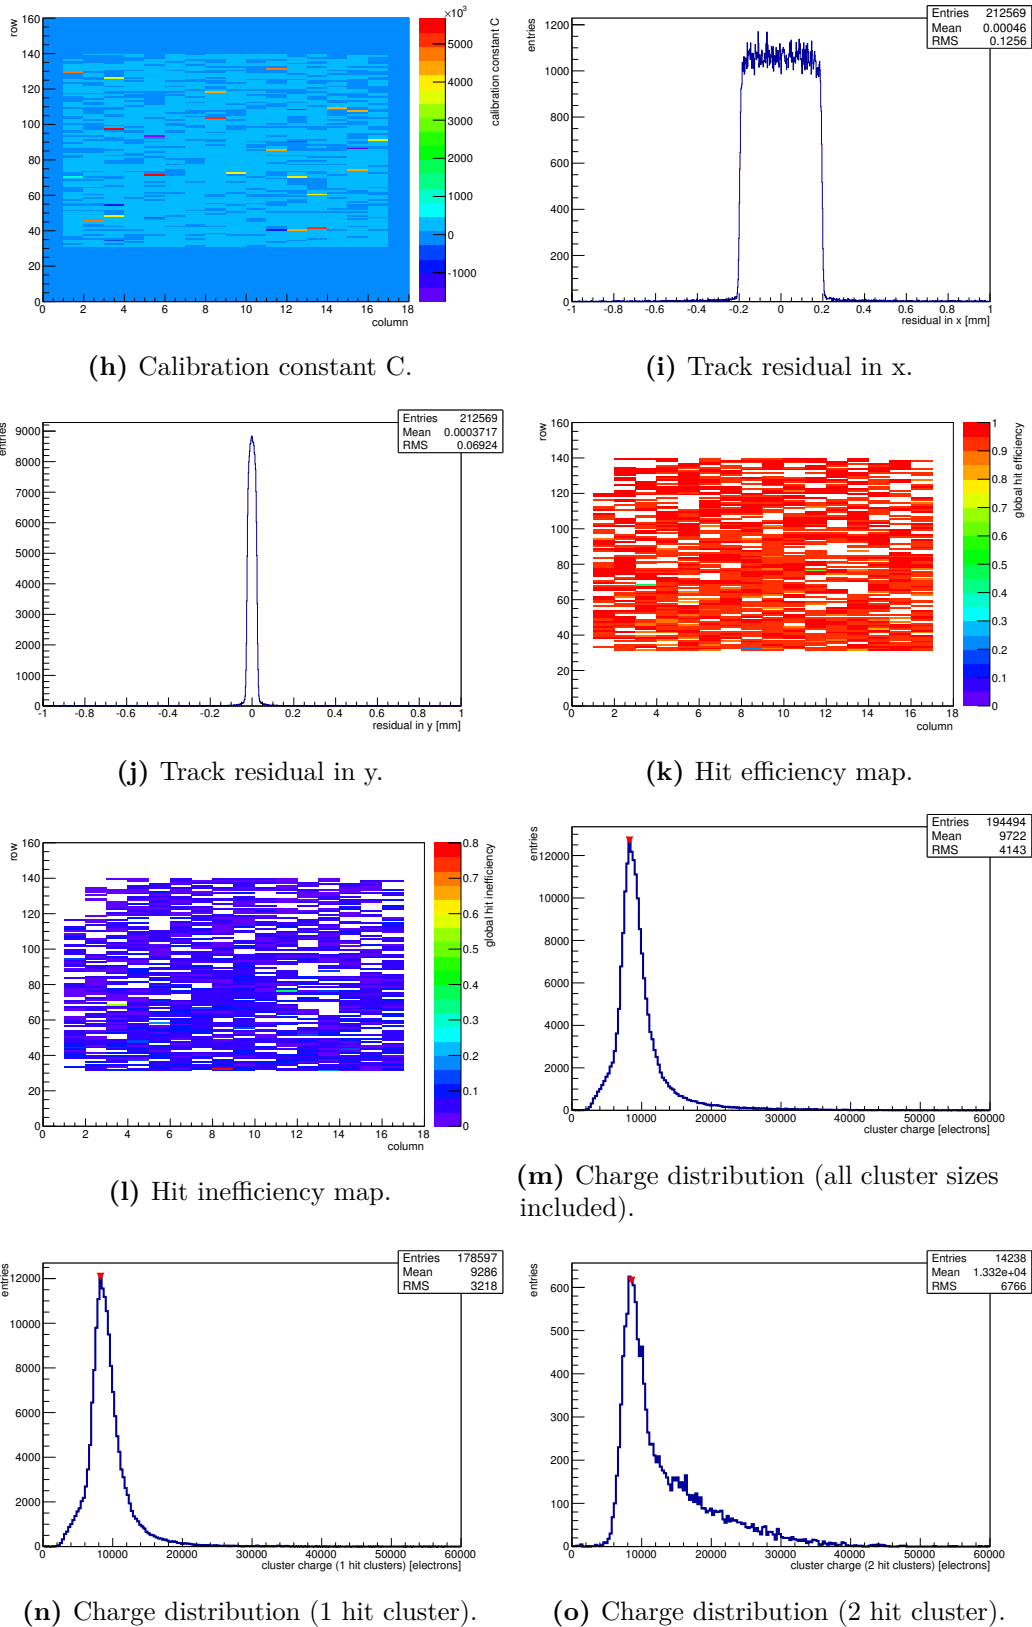 ×10³
160
140
120
100
80
60
40
20
0
row
0 2 4 6 8 10 12 14 16 18
column
5000
4000
3000
2000
1000
0
-1000
calibration constant C
(h) Calibration constant C.
Entries 212569
Mean 0.00046
RMS 0.1256
entries
1200
1000
800
600
400
200
0
-1 -0.8 -0.6 -0.4 -0.2 0 0.2 0.4 0.6 0.8 1
residual in x [mm]
(i) Track residual in x.
Entries 212569
Mean 0.0003717
RMS 0.06924
entries
9000
8000
7000
6000
5000
4000
3000
2000
1000
0
-1 -0.8 -0.6 -0.4 -0.2 0 0.2 0.4 0.6 0.8 1
residual in y [mm]
(j) Track residual in y.
row
160
140
120
100
80
60
40
20
0
0 2 4 6 8 10 12 14 16 18
column
1
0.9
0.8
0.7
0.6
0.5
0.4
0.3
0.2
0.1
0
global hit efficiency
(k) Hit efficiency map.
row
160
140
120
100
80
60
40
20
0
0 2 4 6 8 10 12 14 16 18
column
0.8
0.7
0.6
0.5
0.4
0.3
0.2
0.1
0
global hit inefficiency
(l) Hit inefficiency map.
Entries 194494
Mean 9722
RMS 4143
entries
12000
10000
8000
6000
4000
2000
0
0 10000 20000 30000 40000 50000 60000
cluster charge [electrons]
(m) Charge distribution (all cluster sizes
included).
Entries 178597
Mean 9286
RMS 3218
entries
12000
10000
8000
6000
4000
2000
0
0 10000 20000 30000 40000 50000 60000
cluster charge (1 hit clusters) [electrons]
(n) Charge distribution (1 hit cluster).
Entries 14238
Mean 1.332e+04
RMS 6766
entries
600
500
400
300
200
100
0
0 10000 20000 30000 40000 50000 60000
cluster charge (2 hit clusters) [electrons]
(o) Charge distribution (2 hit cluster).